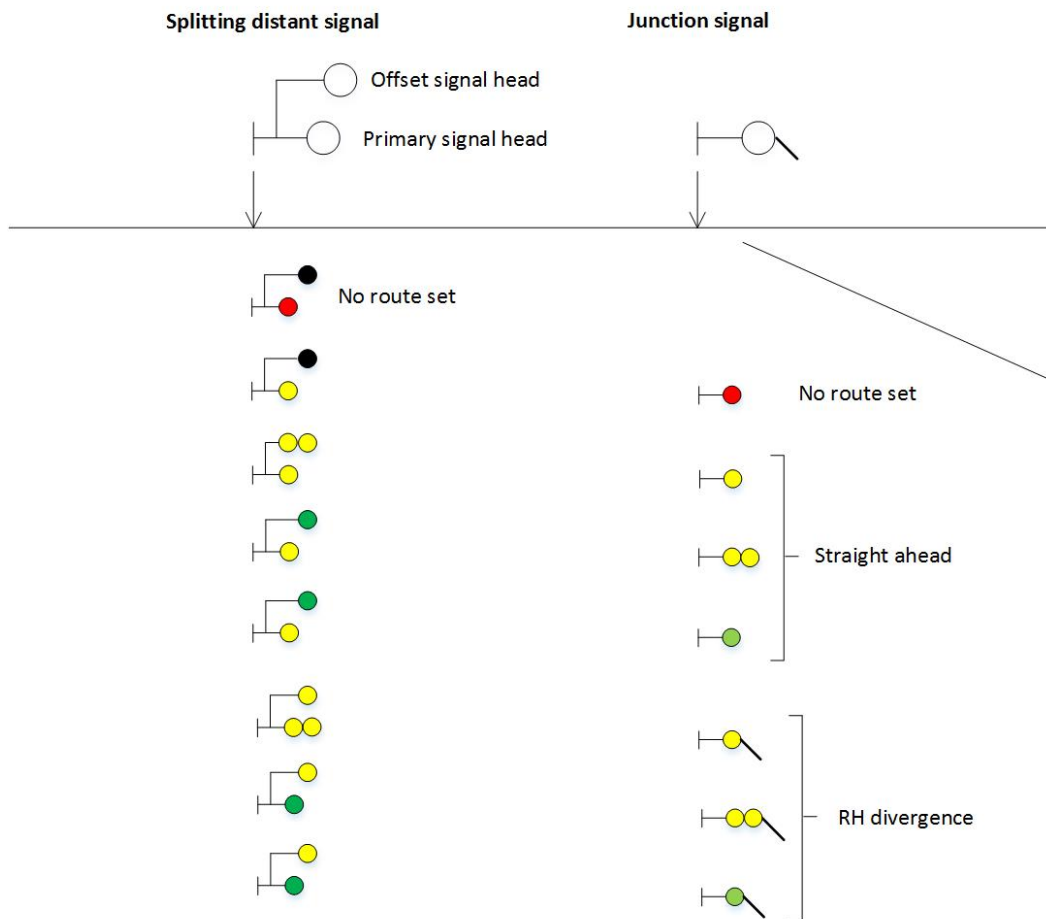 Splitting distant signal
Junction signal
Offset signal head
Primary signal head
No route set
No route set
Straight ahead
RH divergence